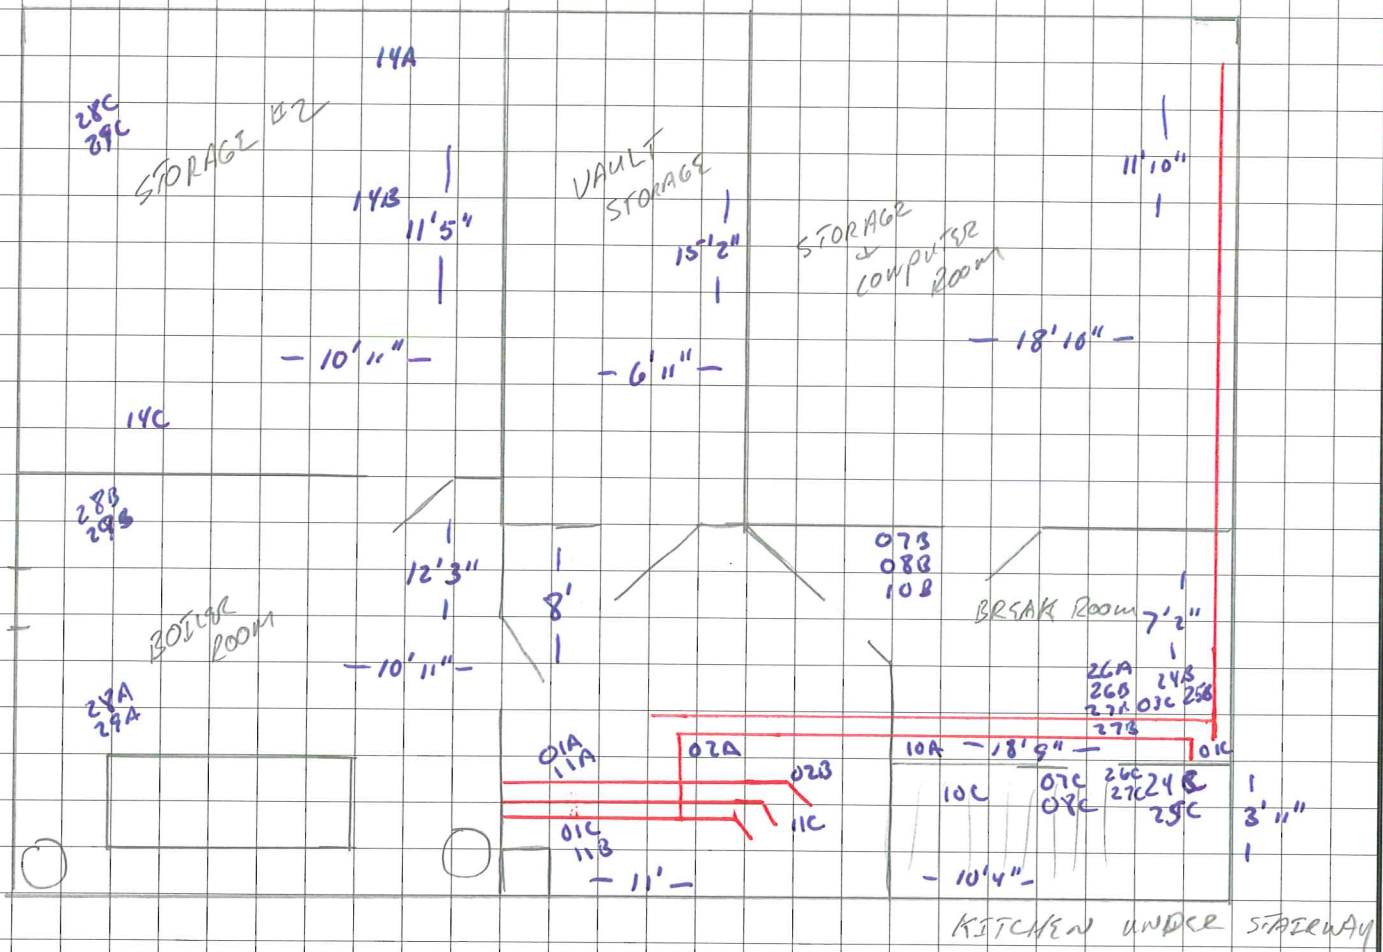 14A
28C
29C
STORAGE #2
14B
11'5"
10'11"
14C
VAULT
STORAGE
15'2"
6'11"
STORAGE
+
COMPUTER
ROOM
11'10"
18'10"
28B
29B
12'3"
BOILER
ROOM
10'11"
28A
29A
8'
07B
08B
10B
BREAK ROOM
7'2"
26A
26B
27A
27B
24B
03C
25B
01A
11A
02A
02B
01C
11B
11C
11'
10A
18'9"
01C
10C
07C
08C
26C
27C
24C
25C
3'11"
10'4"
KITCHEN UNDER STAIRWAY